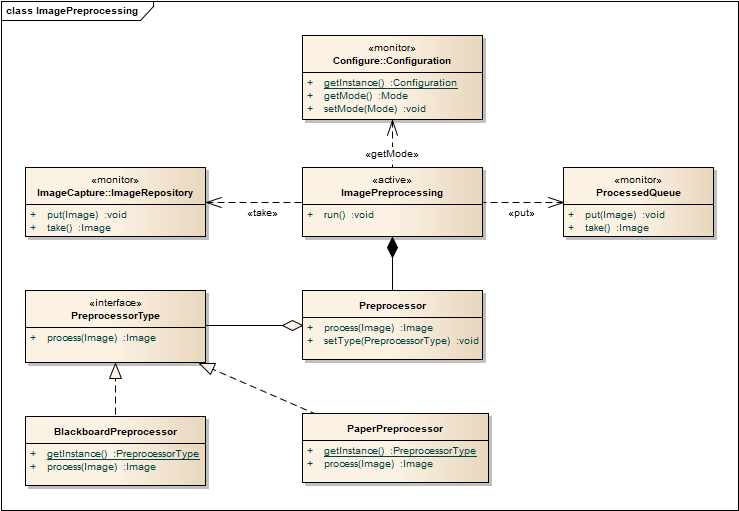 class ImagePreprocessing
«monitor»
Configure::Configuration
+ getInstance() :Configuration
+ getMode() :Mode
+ setMode(Mode) :void
«getMode»
«monitor»
ImageCapture::ImageRepository
+ put(Image) :void
+ take() :Image
«take»
«active»
ImagePreprocessing
+ run() :void
«put»
«monitor»
ProcessedQueue
+ put(Image) :void
+ take() :Image
«interface»
PreprocessorType
+ process(Image) :Image
Preprocessor
+ process(Image) :Image
+ setType(PreprocessorType) :void
BlackboardPreprocessor
+ getInstance() :PreprocessorType
+ process(Image) :Image
PaperPreprocessor
+ getInstance() :PreprocessorType
+ process(Image) :Image